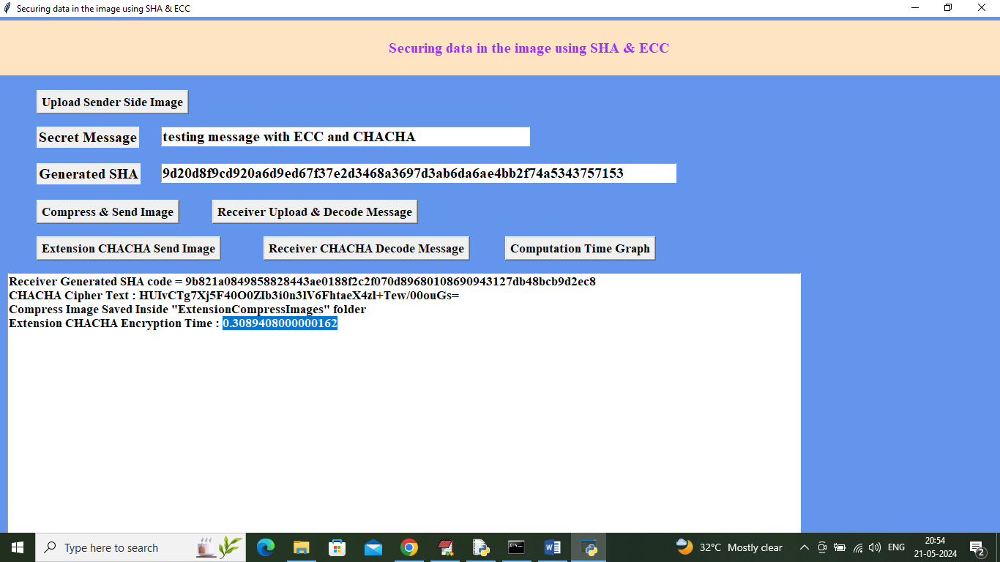 Securing data in the image using SHA & ECC
Securing data in the image using SHA & ECC
Upload Sender Side Image
Secret Message testing message with ECC and CHACHA
Generated SHA 9d20d8f9cd920a6d9ed67f37e2d3468a3697d3ab6da6ae4bb2f74a5343757153
Compress & Send Image Receiver Upload & Decode Message
Extension CHACHA Send Image Receiver CHACHA Decode Message Computation Time Graph
Receiver Generated SHA code = 9b821a0849858828443ae0188f2c2f070d89680108690943127db48bcb9d2ec8
CHACHA Cipher Text : HUIvCTg7Xj5F40O0ZIb3i0n3lV6FhtaeX4zl+Tew/00ouGs=
Compress Image Saved Inside "ExtensionCompressImages" folder
Extension CHACHA Encryption Time : 0.3089408000000162
Type here to search 32°C Mostly clear ENG 20:54
21-05-2024 2